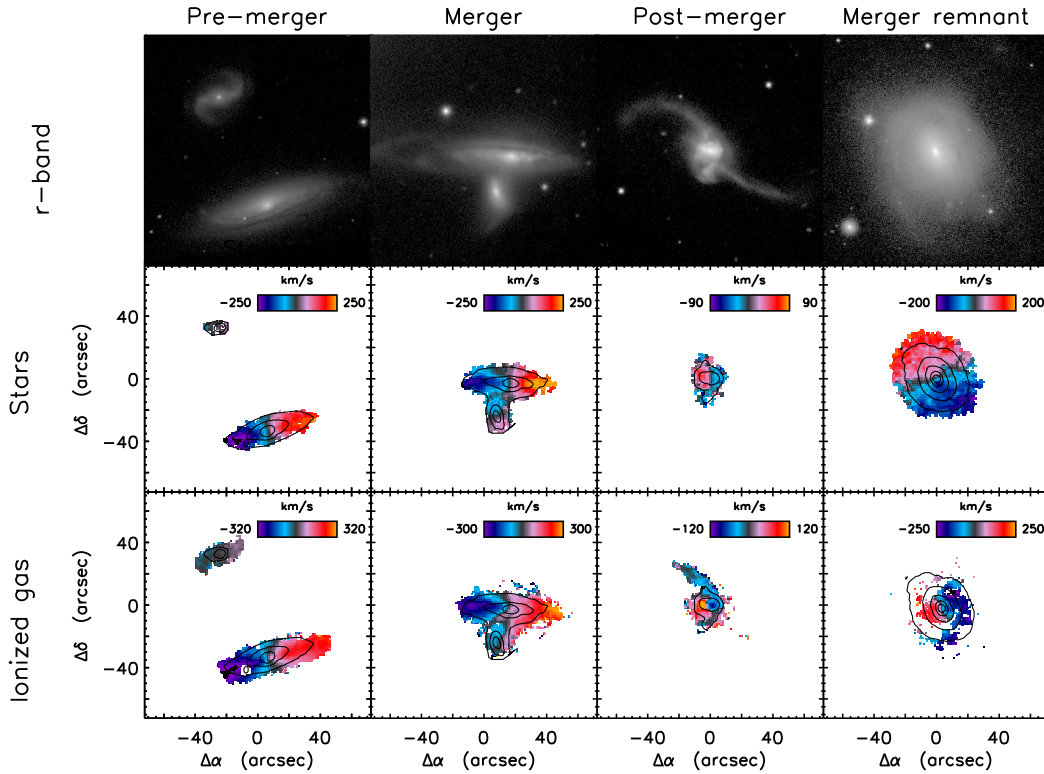 Pre-merger Merger Post-merger Merger remnant
r-band
km/s km/s km/s km/s
-250 250 -250 250 -90 90 -200 200
Stars
Δδ (arcsec)
40
0
-40
km/s km/s km/s km/s
-320 320 -300 300 -120 120 -250 250
Ionized gas
Δδ (arcsec)
40
0
-40
-40 0 40 -40 0 40 -40 0 40 -40 0 40
Δα (arcsec) Δα (arcsec) Δα (arcsec) Δα (arcsec)